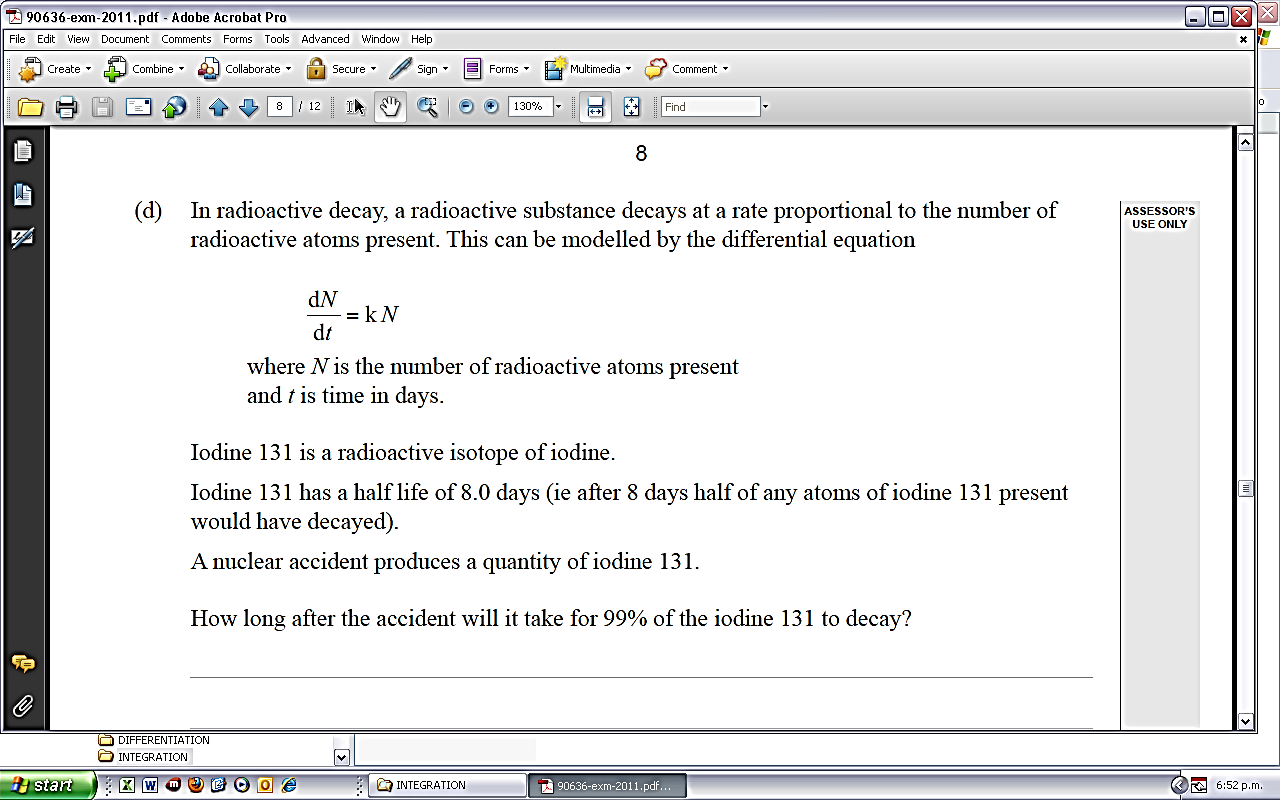 90636-exm-2011.pdf - Adobe Acrobat Pro
File Edit View Document Comments Forms Tools Advanced Window Help
Create Combine Collaborate Secure Sign Forms Multimedia Comment
8 / 12 130% Find
8
(d) In radioactive decay, a radioactive substance decays at a rate proportional to the number of
radioactive atoms present. This can be modelled by the differential equation
ASSESSOR'S
USE ONLY
dN
dt
= k N
where N is the number of radioactive atoms present
and t is time in days.
Iodine 131 is a radioactive isotope of iodine.
Iodine 131 has a half life of 8.0 days (ie after 8 days half of any atoms of iodine 131 present
would have decayed).
A nuclear accident produces a quantity of iodine 131.
How long after the accident will it take for 99% of the iodine 131 to decay?
DIFFERENTIATION
INTEGRATION
start INTEGRATION 90636-exm-2011.pdf... 6:52 p.m.